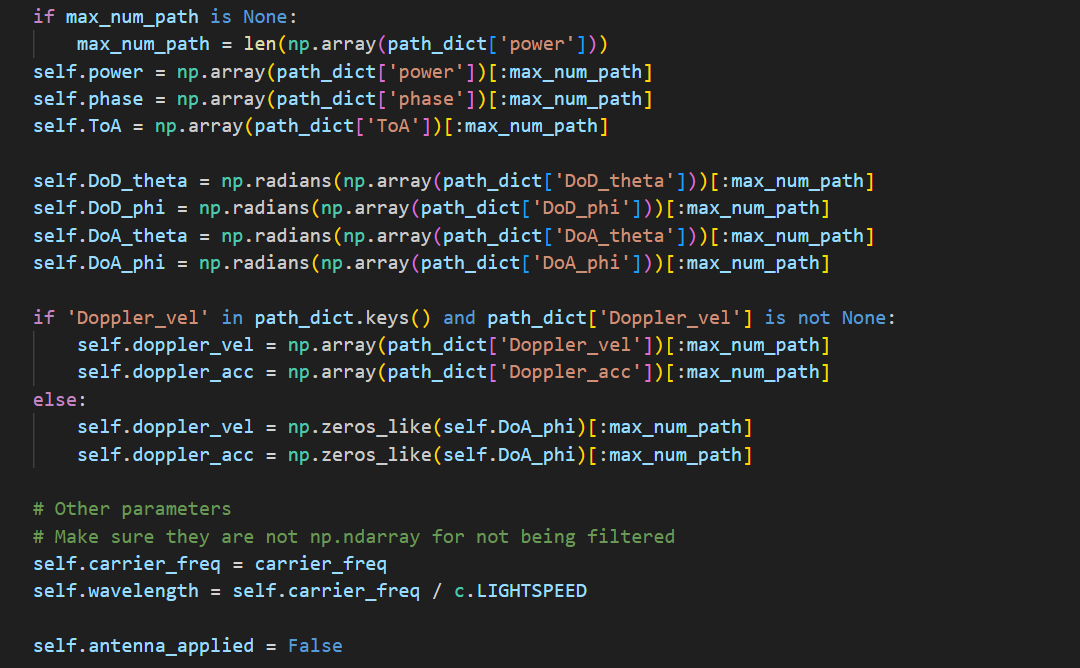 if max_num_path is None:
    max_num_path = len(np.array(path_dict['power']))
self.power = np.array(path_dict['power'])[:max_num_path]
self.phase = np.array(path_dict['phase'])[:max_num_path]
self.ToA = np.array(path_dict['ToA'])[:max_num_path]

self.DoD_theta = np.radians(np.array(path_dict['DoD_theta']))[:max_num_path]
self.DoD_phi = np.radians(np.array(path_dict['DoD_phi']))[:max_num_path]
self.DoA_theta = np.radians(np.array(path_dict['DoA_theta']))[:max_num_path]
self.DoA_phi = np.radians(np.array(path_dict['DoA_phi']))[:max_num_path]

if 'Doppler_vel' in path_dict.keys() and path_dict['Doppler_vel'] is not None:
    self.doppler_vel = np.array(path_dict['Doppler_vel'])[:max_num_path]
    self.doppler_acc = np.array(path_dict['Doppler_acc'])[:max_num_path]
else:
    self.doppler_vel = np.zeros_like(self.DoA_phi)[:max_num_path]
    self.doppler_acc = np.zeros_like(self.DoA_phi)[:max_num_path]

# Other parameters
# Make sure they are not np.ndarray for not being filtered
self.carrier_freq = carrier_freq
self.wavelength = self.carrier_freq / c.LIGHTSPEED

self.antenna_applied = False